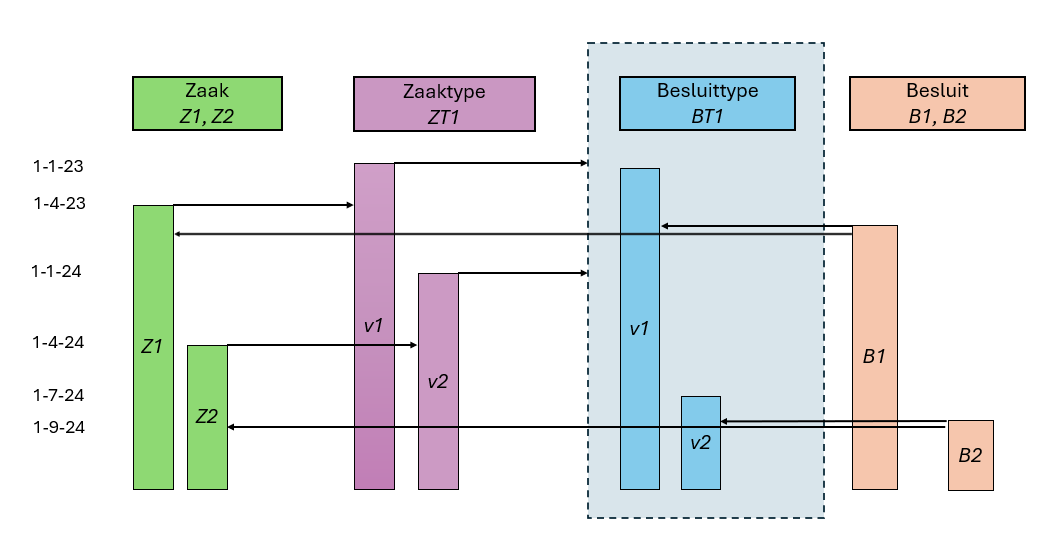 Zaak
Z1, Z2
Zaaktype
ZT1
Besluittype
BT1
Besluit
B1, B2
1-1-23
1-4-23
1-1-24
1-4-24
1-7-24
1-9-24
Z1
Z2
v1
v2
v1
v2
B1
B2